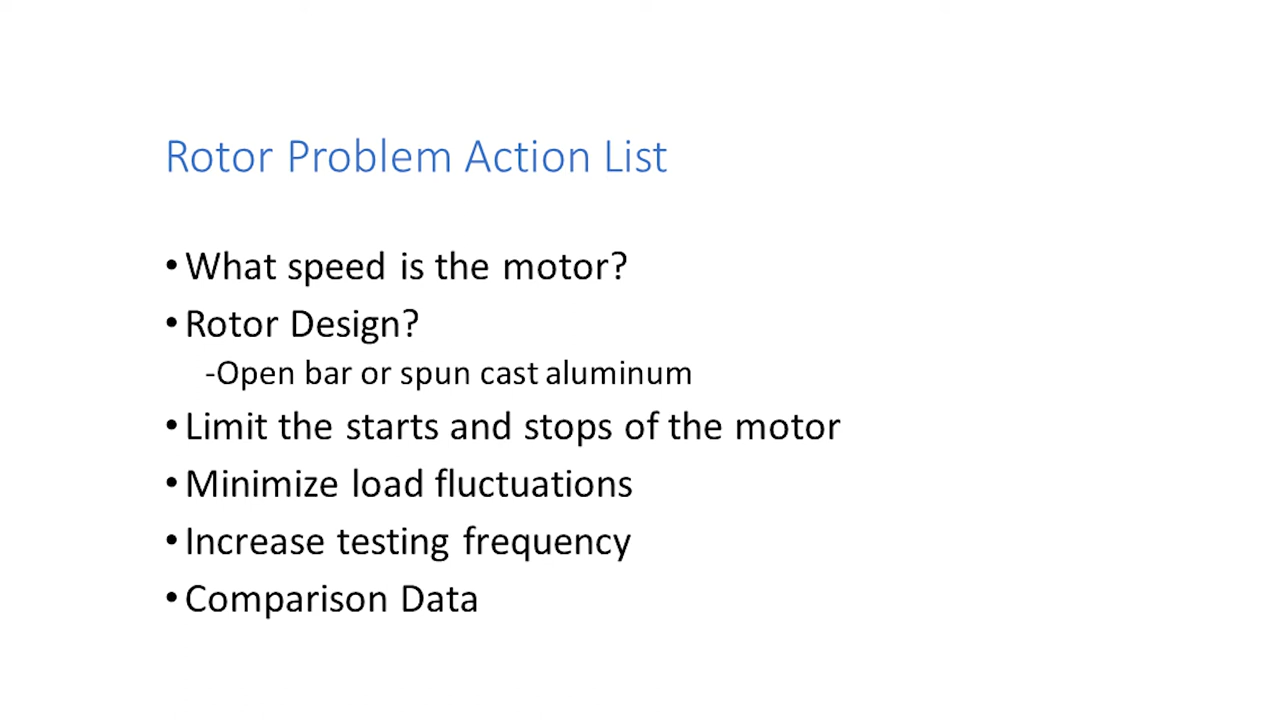 Rotor Problem Action List
•What speed is the motor?
•Rotor Design?
-Open bar or spun cast aluminum
•Limit the starts and stops of the motor
•Minimize load fluctuations
•Increase testing frequency
•Comparison Data